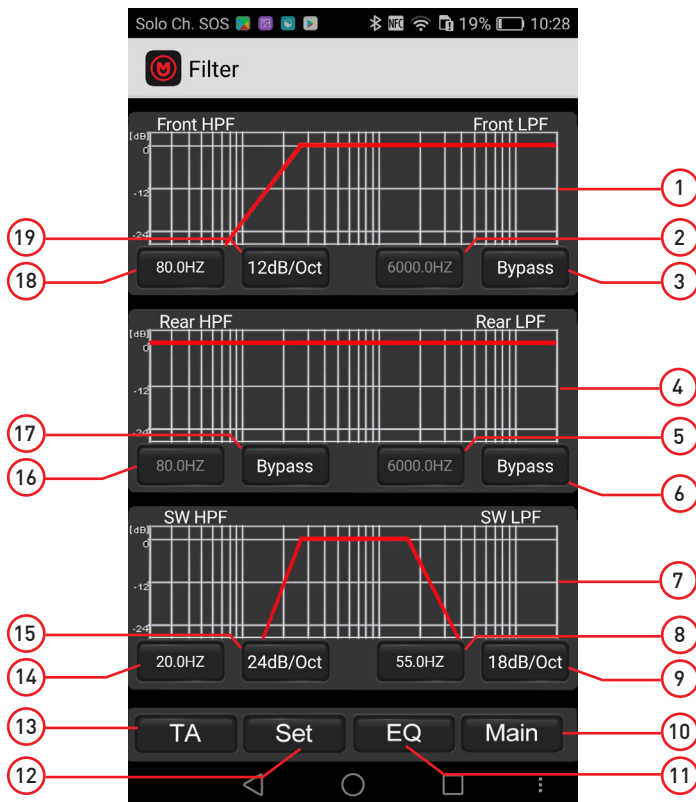 Solo Ch. SOS NFC 19% 10:28
Filter
Front HPF Front LPF
[dB]
0
-12
-24
80.0HZ 12dB/Oct 6000.0HZ Bypass
Rear HPF Rear LPF
[dB]
0
-12
-24
80.0HZ Bypass 6000.0HZ Bypass
SW HPF SW LPF
[dB]
0
-12
-24
20.0HZ 24dB/Oct 55.0HZ 18dB/Oct
TA Set EQ Main
1
2
3
4
5
6
7
8
9
10
11
12
13
14
15
16
17
18
19